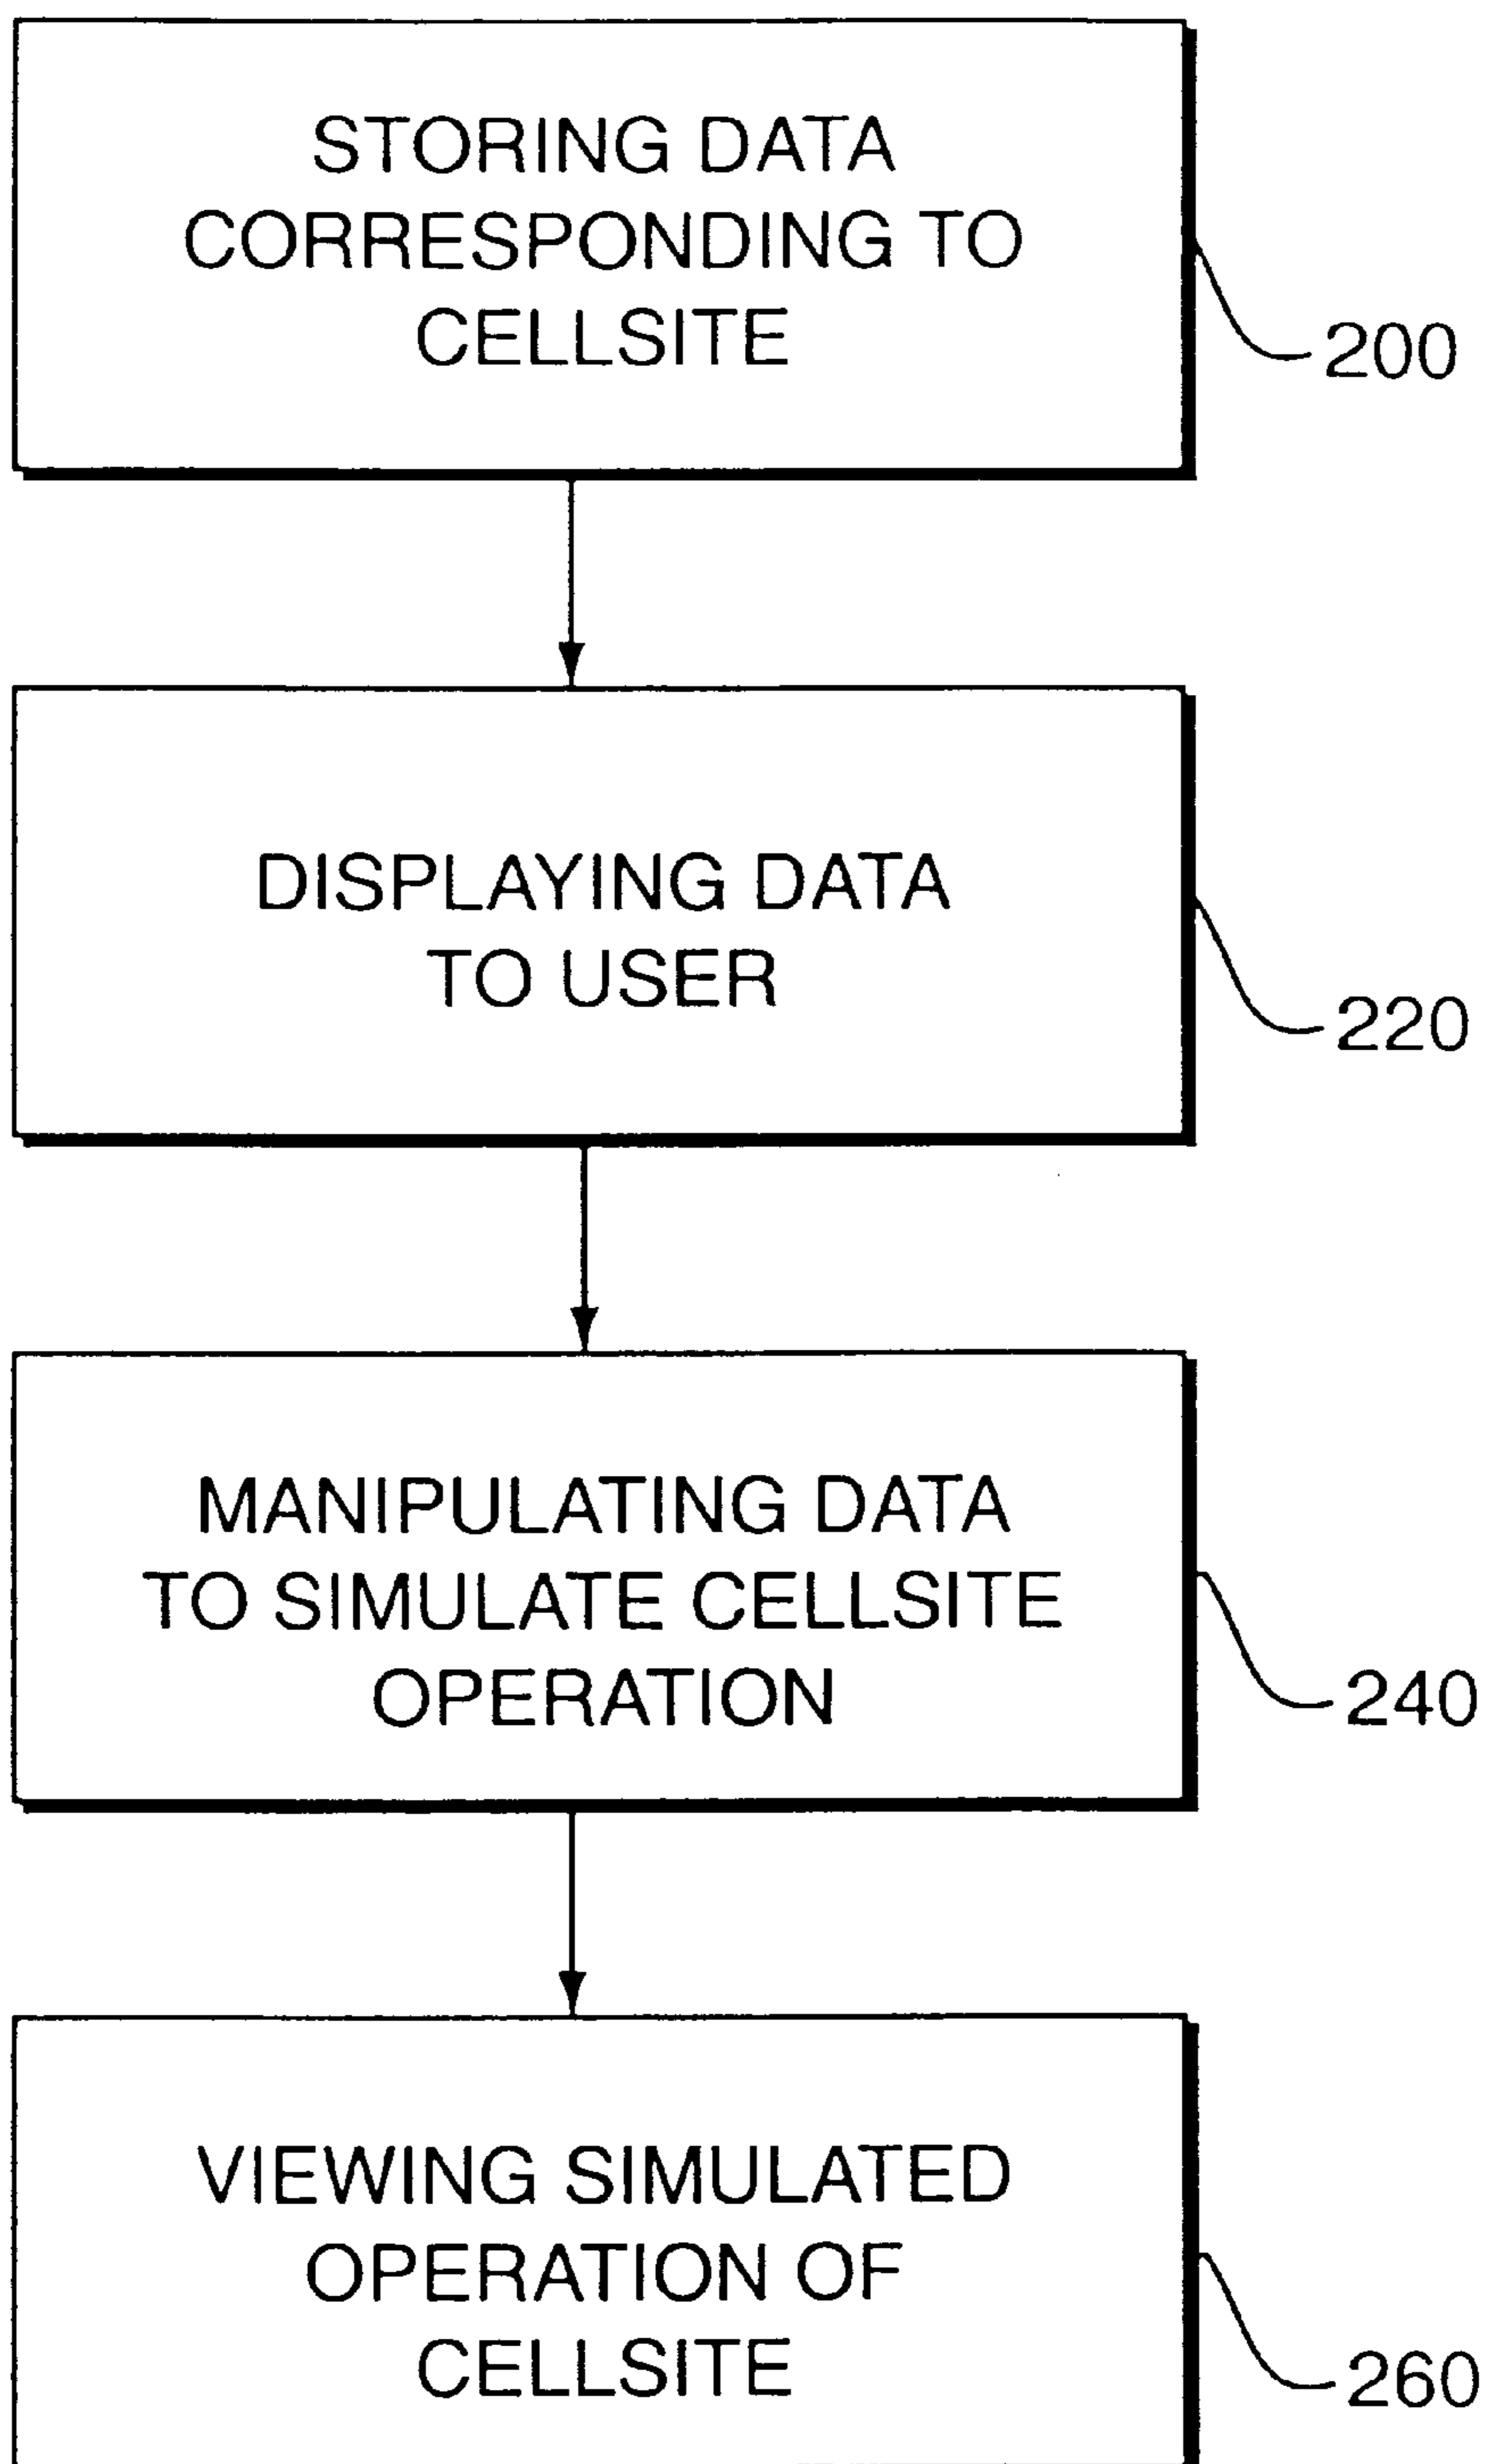 STORING DATA
CORRESPONDING TO
CELLSITE
200
DISPLAYING DATA
TO USER
220
MANIPULATING DATA
TO SIMULATE CELLSITE
OPERATION
240
VIEWING SIMULATED
OPERATION OF
CELLSITE
260